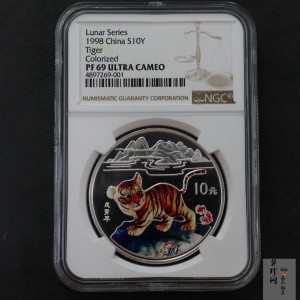 Lunar Series
1998 China S10Y
Tiger
Colorized
PF 69 ULTRA CAMEO
4897269-001
NUMISMATIC GUARANTY CORPORATION
NGC
10元
戊寅年